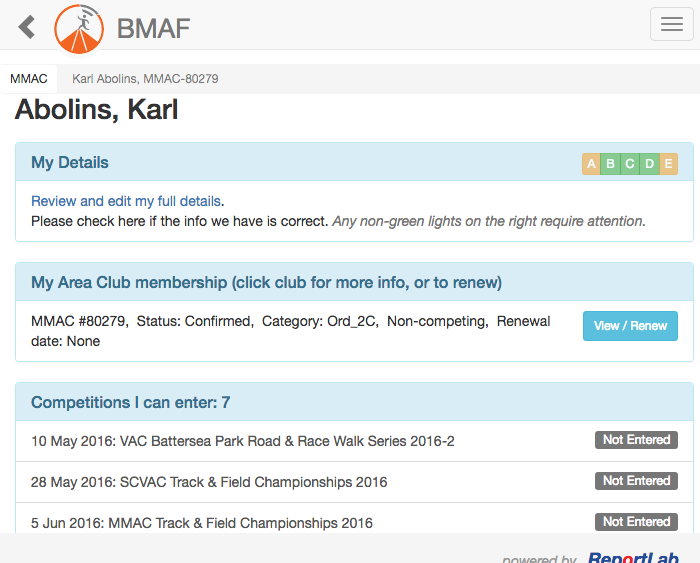 BMAF
MMAC Karl Abolins, MMAC-80279
Abolins, Karl
My Details A B C D E
Review and edit my full details.
Please check here if the info we have is correct. Any non-green lights on the right require attention.
My Area Club membership (click club for more info, or to renew)
MMAC #80279, Status: Confirmed, Category: Ord_2C, Non-competing, Renewal
date: None
View / Renew
Competitions I can enter: 7
10 May 2016: VAC Battersea Park Road & Race Walk Series 2016-2 Not Entered
28 May 2016: SCVAC Track & Field Championships 2016 Not Entered
5 Jun 2016: MMAC Track & Field Championships 2016 Not Entered
powered by ReportLab